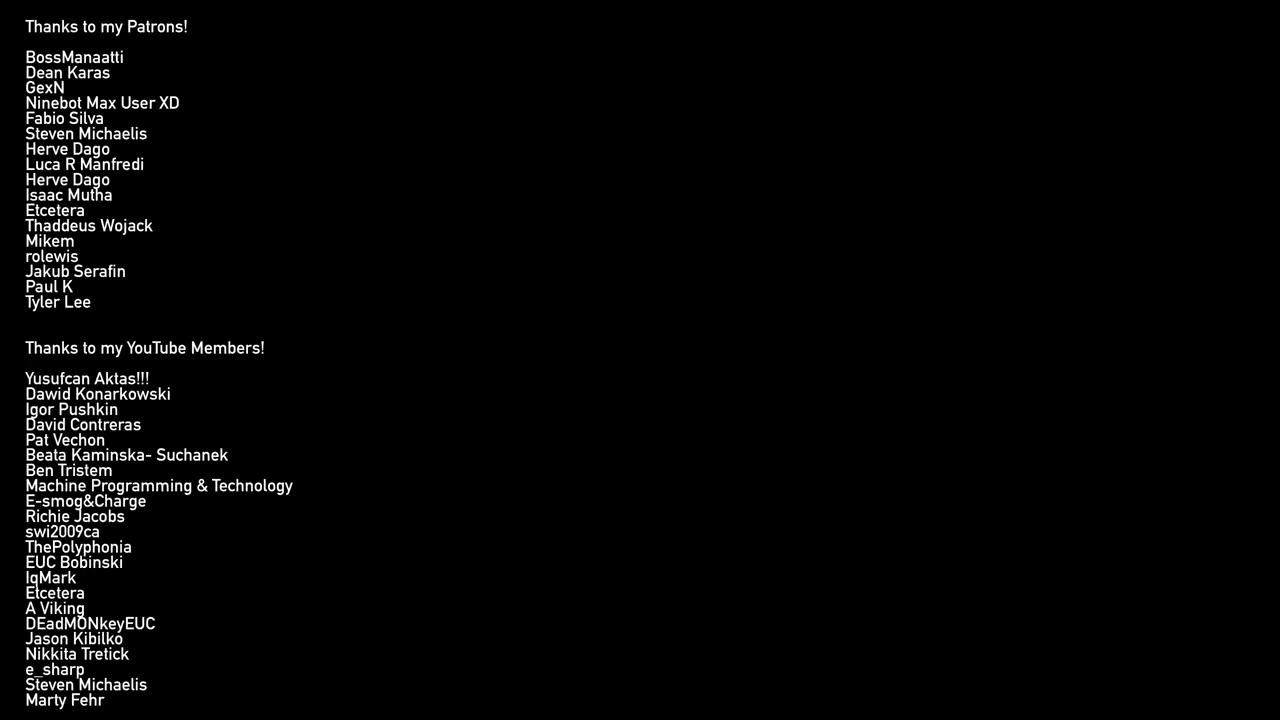 Thanks to my Patrons!
BossManaatti
Dean Karas
GexN
Ninebot Max User XD
Fabio Silva
Steven Michaelis
Herve Dago
Luca R Manfredi
Herve Dago
Isaac Mutha
Etcetera
Thaddeus Wojack
Mikem
rolewis
Jakub Serafin
Paul K
Tyler Lee
Thanks to my YouTube Members!
Yusufcan Aktas!!!
Dawid Konarkowski
Igor Pushkin
David Contreras
Pat Vechon
Beata Kaminska- Suchanek
Ben Tristem
Machine Programming & Technology
E-smog&Charge
Richie Jacobs
swi2009ca
ThePolyphonia
EUC Bobinski
IqMark
Etcetera
A Viking
DEadMONkeyEUC
Jason Kibilko
Nikkita Tretick
e_sharp
Steven Michaelis
Marty Fehr